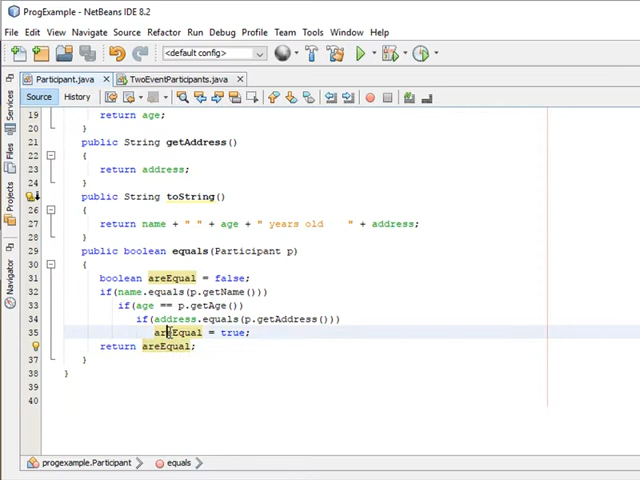 ProgExample - NetBeans IDE 8.2
File Edit View Navigate Source Refactor Run Debug Profile Team Tools Window Help
<default config>
Participant.java TwoEventParticipants.java
Source History
Services
Files
Projects
Navigator
19 return age;
20 }
21 public String getAddress()
22 {
23 return address;
24 }
public String toString()
26 {
27 return name + " " + age + " years old   " + address;
28 }
29 public boolean equals(Participant p)
30 {
31 boolean areEqual = false;
32 if(name.equals(p.getName()))
33 if(age == p.getAge())
34 if(address.equals(p.getAddress()))
35 areEqual = true;
return areEqual;
37 }
38 }
39
40
progexample.Participant equals